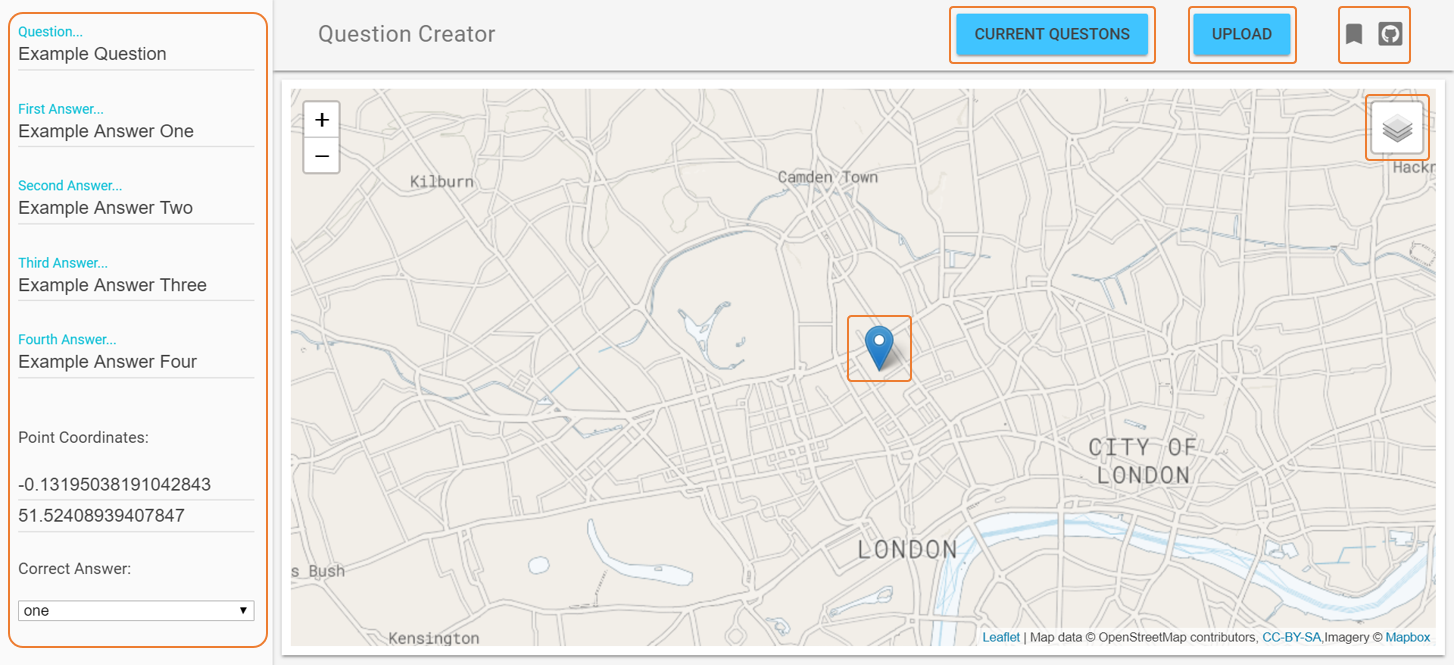 Question...
Example Question
First Answer...
Example Answer One
Second Answer...
Example Answer Two
Third Answer...
Example Answer Three
Fourth Answer...
Example Answer Four
Point Coordinates:
-0.13195038191042843
51.52408939407847
Correct Answer:
one
Question Creator
CURRENT QUESTONS
UPLOAD
+
−
Kilburn
Camden Town
Hackn
CITY OF
LONDON
LONDON
s Bush
Kensington
Leaflet | Map data © OpenStreetMap contributors, CC-BY-SA,Imagery © Mapbox